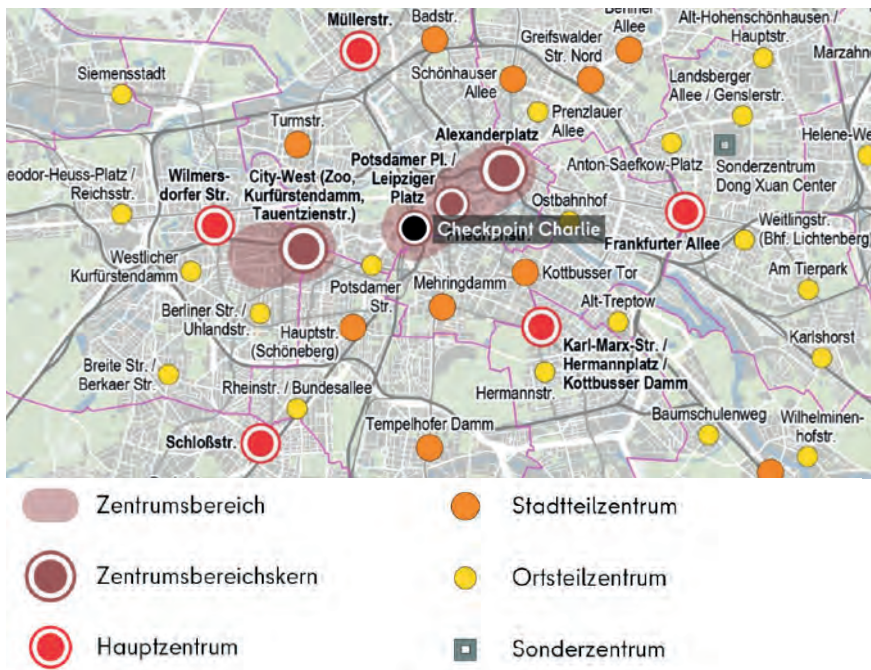 Müllerstr.
Badstr.
Greifswalder
Str. Nord
Berliner
Allee
Alt-Hohenschönhausen /
Hauptstr.
Siemensstadt
Schönhauser
Allee
Landsberger
Allee / Genslerstr.
Turmstr.
Prenzlauer
Allee
Alexanderplatz
Wilmers-
dorfer Str.
City-West (Zoo,
Kurfürstendamm,
Tauentzienstr.)
Potsdamer Pl. /
Leipziger
Platz
Anton-Saefkow-Platz
Sonderzentrum
Dong Xuan Center
eodor-Heuss-Platz /
Reichsstr.
Ostbahnhof
Checkpoint Charlie
Frankfurter Allee
Weitlingstr.
(Bhf. Lichtenberg)
Westlicher
Kurfürstendamm
Potsdamer
Str.
Mehringdamm
Kottbusser Tor
Am Tierpark
Berliner Str. /
Uhlandstr.
Hauptstr.
(Schöneberg)
Alt-Treptow
Karl-Marx-Str. /
Hermannplatz /
Kottbusser Damm
Karlshorst
Breite Str. /
Berkaer Str.
Rheinstr. / Bundesallee
Hermannstr.
Schloßstr.
Tempelhofer Damm
Baumschulenweg
Wilhelminen-
hofstr.
Zentrumsbereich
Stadtteilzentrum
Zentrumsbereichskern
Ortsteilzentrum
Hauptzentrum
Sonderzentrum